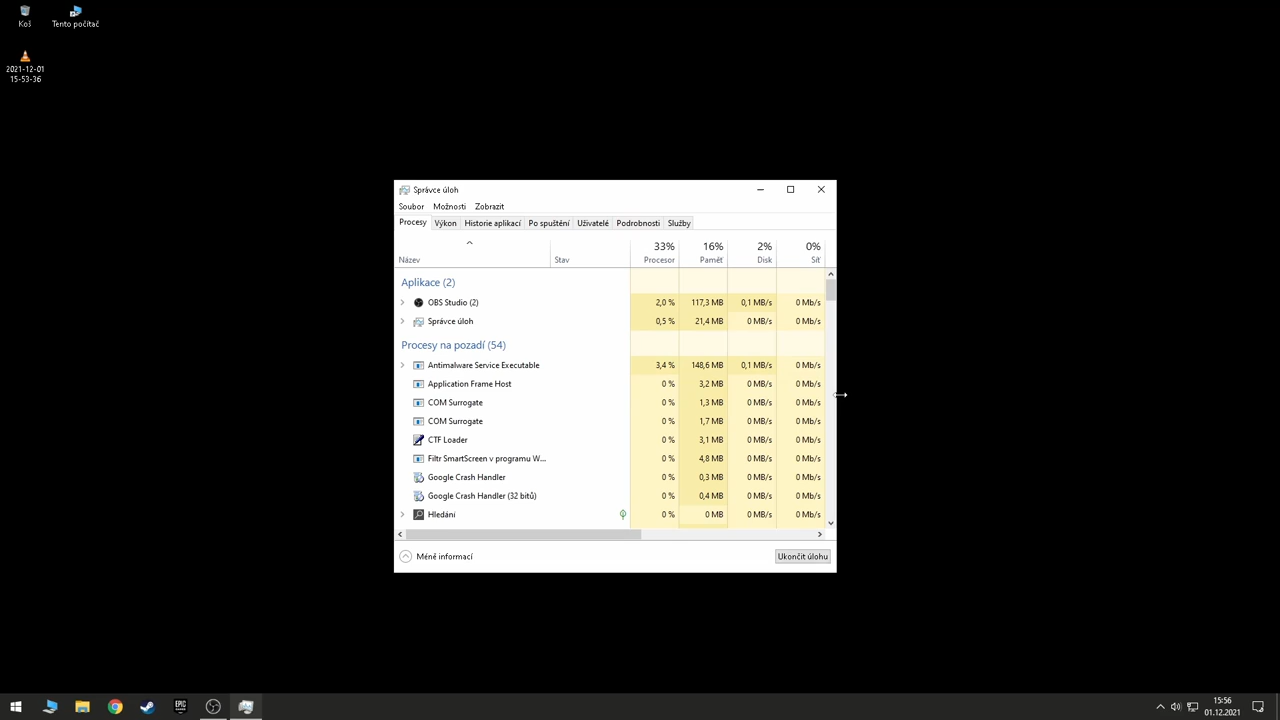 Koš
Tento počítač
2021-12-01
15-53-36
Správce úloh
Soubor Možnosti Zobrazit
Procesy Výkon Historie aplikací Po spuštění Uživatelé Podrobnosti Služby
33% 16% 2% 0%
Název Stav Procesor Paměť Disk Síť
Aplikace (2)
OBS Studio (2) 2,0 % 117,3 MB 0,1 MB/s 0 Mb/s
Správce úloh 0,5 % 21,4 MB 0 MB/s 0 Mb/s
Procesy na pozadí (54)
Antimalware Service Executable 3,4 % 148,6 MB 0,1 MB/s 0 Mb/s
Application Frame Host 0 % 3,2 MB 0 MB/s 0 Mb/s
COM Surrogate 0 % 1,3 MB 0 MB/s 0 Mb/s
COM Surrogate 0 % 1,7 MB 0 MB/s 0 Mb/s
CTF Loader 0 % 3,1 MB 0 MB/s 0 Mb/s
Filtr SmartScreen v programu W... 0 % 4,8 MB 0 MB/s 0 Mb/s
Google Crash Handler 0 % 0,3 MB 0 MB/s 0 Mb/s
Google Crash Handler (32 bitů) 0 % 0,4 MB 0 MB/s 0 Mb/s
Hledání 0 % 0 MB 0 MB/s 0 Mb/s
Méně informací Ukončit úlohu
EPIC
15:56
01.12.2021